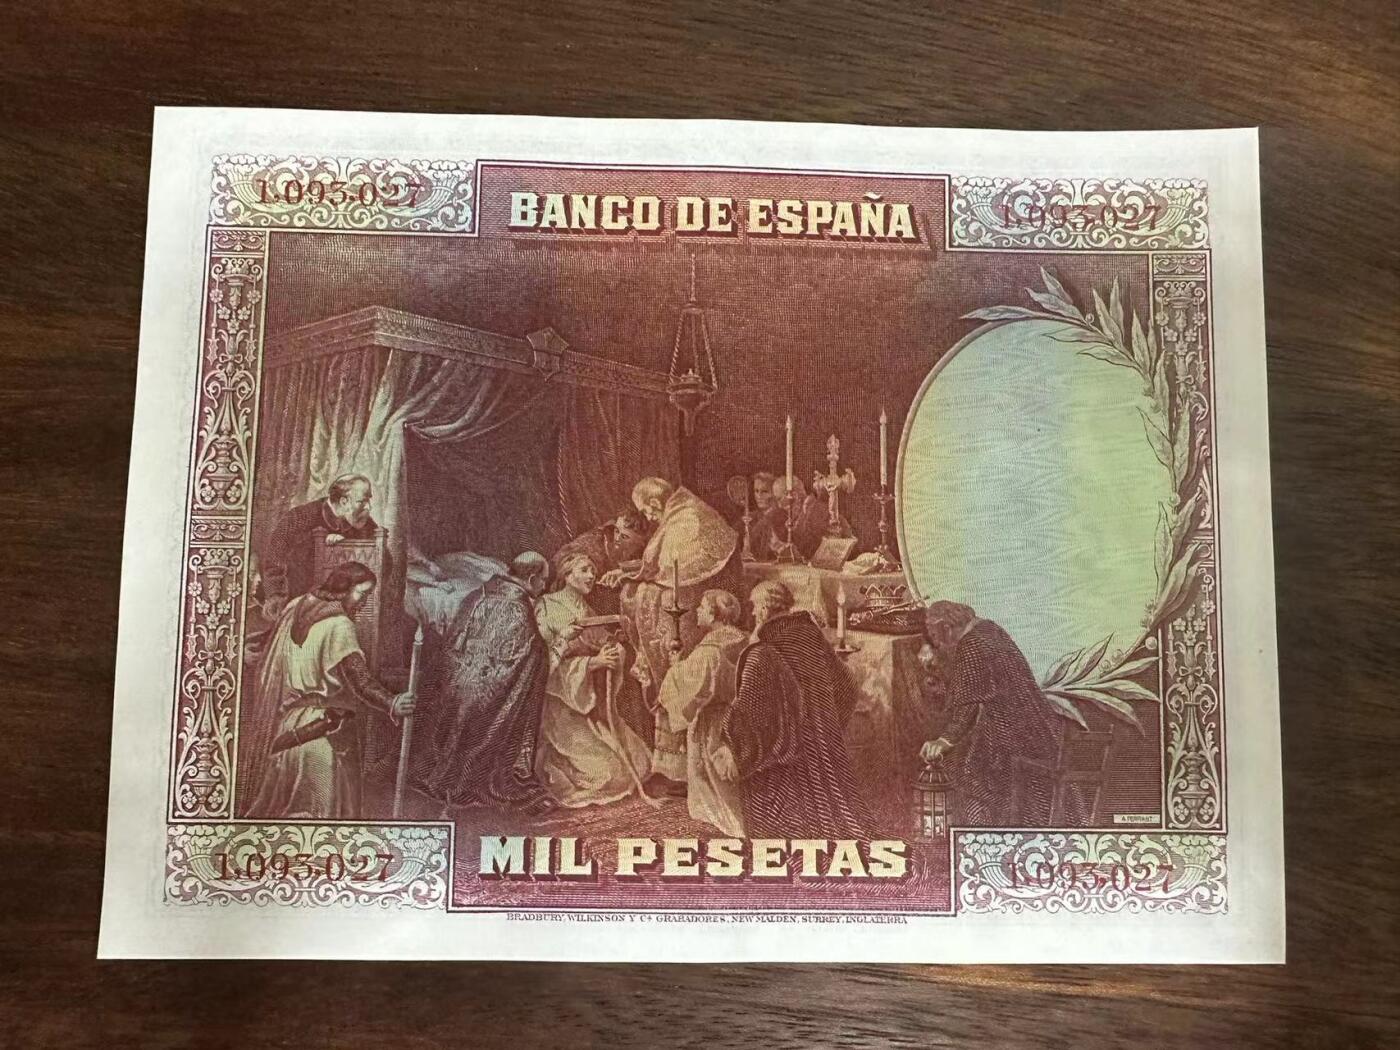 1.093.027
BANCO DE ESPAÑA
1.093.027
A. FERRANT
1.093.027
MIL PESETAS
1.093.027
BRADBURY, WILKINSON Y Cª GRABADORES, NEW MALDEN, SURREY, INGLATERRA